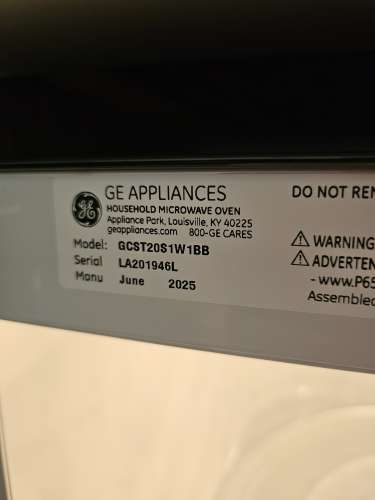 GE APPLIANCES
HOUSEHOLD MICROWAVE OVEN
Appliance Park, Louisville, KY 40225
geappliances.com 800-GE CARES
Model: GCST20S1W1BB
Serial LA201946L
Manu June 2025
DO NOT REM
⚠ WARNING
⚠ ADVERTEN
- www.P65
Assembled